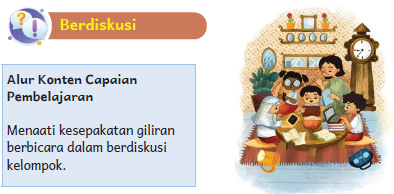 Berdiskusi
Alur Konten Capaian
Pembelajaran
Menaati kesepakatan giliran
berbicara dalam berdiskusi
kelompok.